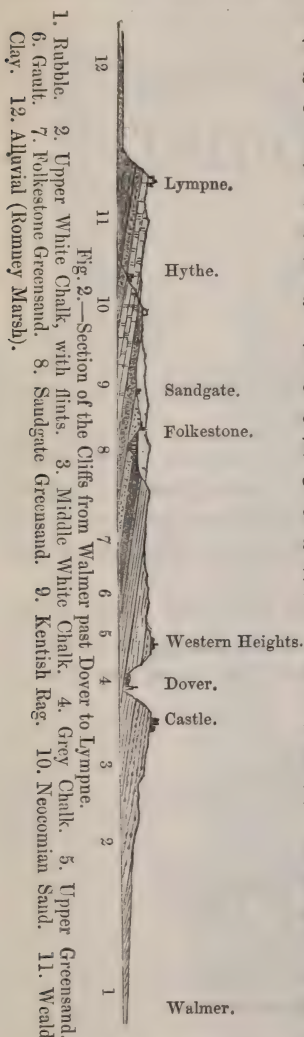 Lympne.
Hythe.
Sandgate.
Folkestone.
Western Heights.
Dover.
Castle.
Walmer.
12 11 10 9 8 7 6 5 4 3 2 1
Fig. 2.—Section of the Cliffs from Walmer past Dover to Lympne.
1. Rubble. 2. Upper White Chalk, with flints. 3. Middle White Chalk. 4. Grey Chalk. 5. Upper Greensand.
6. Gault. 7. Folkestone Greensand. 8. Saudgate Greensand. 9. Kentish Rag. 10. Neocomian Sand. 11. Weald
Clay. 12. Alluvial (Romney Marsh).